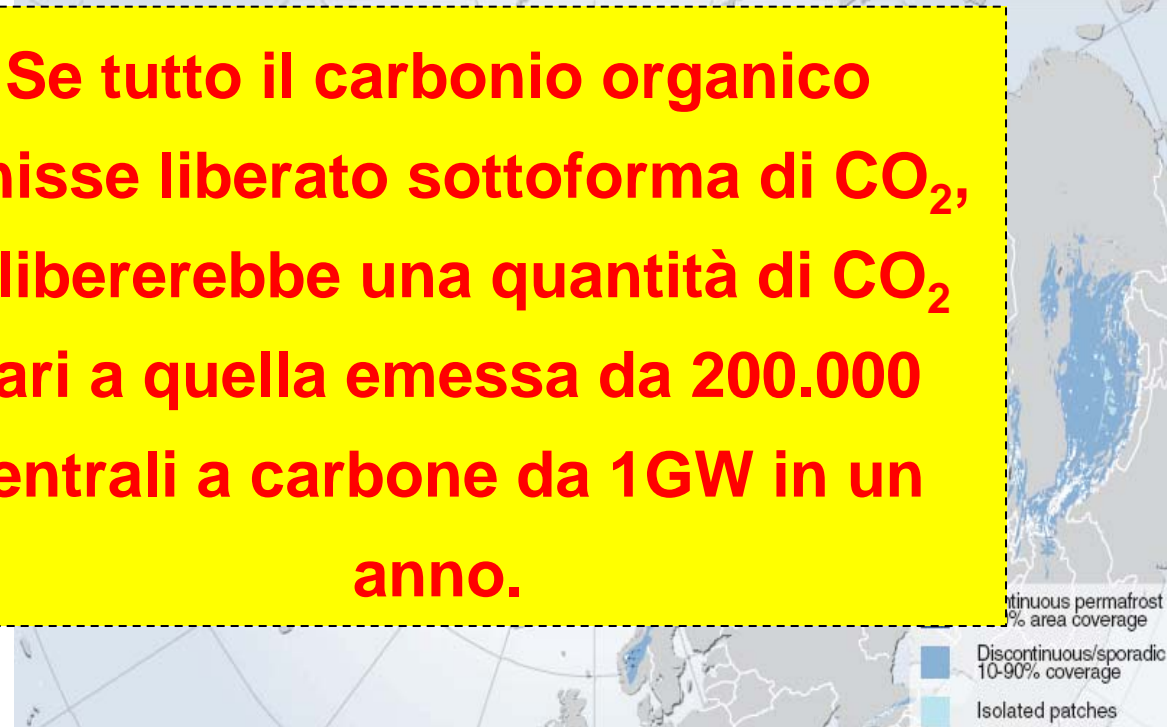 Se tutto il carbonio organico
nisse liberato sottoforma di CO₂,
libererebbe una quantità di CO₂
ari a quella emessa da 200.000
entrali a carbone da 1GW in un
anno.
tinuous permafrost
% area coverage
Discontinuous/sporadic
10-90% coverage
Isolated patches